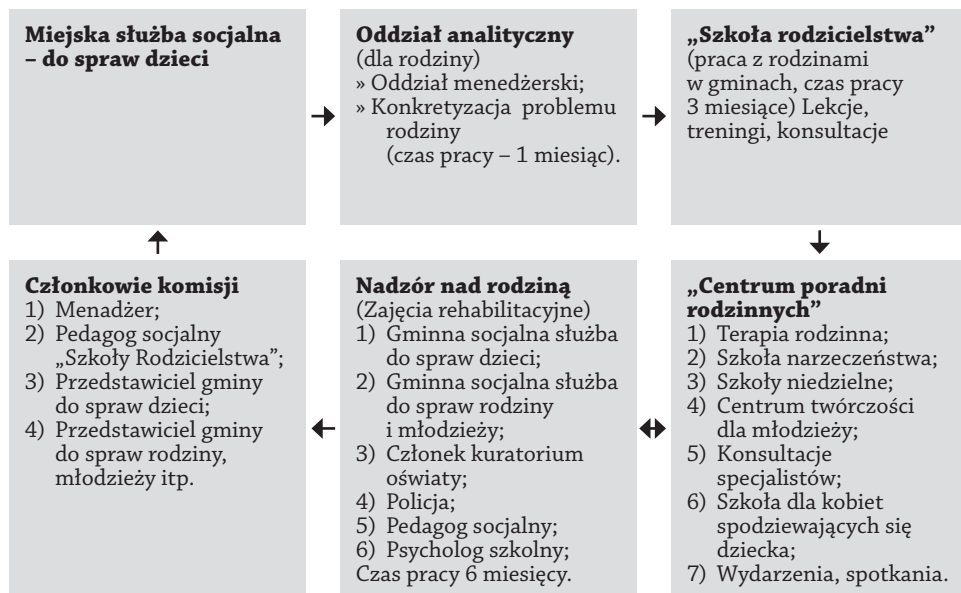 Miejska służba socjalna
– do spraw dzieci
Oddział analityczny
(dla rodziny)
» Oddział menedżerski;
» Konkretyzacja problemu
rodziny
(czas pracy – 1 miesiąc).
„Szkoła rodzicielstwa”
(praca z rodzinami
w gminach, czas pracy
3 miesiące) Lekcje,
treningi, konsultacje
Członkowie komisji
1) Menadżer;
2) Pedagog socjalny
„Szkoły Rodzicielstwa”;
3) Przedstawiciel gminy
do spraw dzieci;
4) Przedstawiciel gminy
do spraw rodziny,
młodzieży itp.
Nadzór nad rodziną
(Zajęcia rehabilitacyjne)
1) Gminna socjalna służba
do spraw dzieci;
2) Gminna socjalna służba
do spraw rodziny
i młodzieży;
3) Członek kuratorium
oświaty;
4) Policja;
5) Pedagog socjalny;
6) Psycholog szkolny;
Czas pracy 6 miesięcy.
„Centrum poradni
rodzinnych”
1) Terapia rodzinna;
2) Szkoła narzeczeństwa;
3) Szkoły niedzielne;
4) Centrum twórczości
dla młodzieży;
5) Konsultacje
specjalistów;
6) Szkoła dla kobiet
spodziewających się
dziecka;
7) Wydarzenia, spotkania.